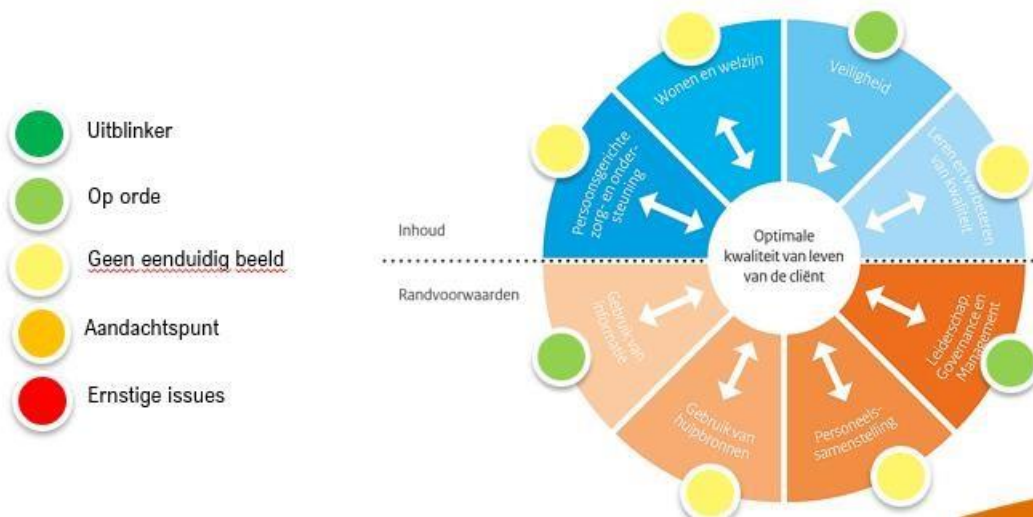 Uitblinker
Op orde
Geen eenduidig beeld
Aandachtspunt
Ernstige issues
Inhoud
Randvoorwaarden
Wonen en welzijn
Veiligheid
Persoonsgerichte
zorg- en onder-
steuning
Leren en verbeteren
van kwaliteit
Optimale
kwaliteit van leven
van de cliënt
Gebruik van
informatie
Leiderschap,
Governance en
Management
Gebruik van
hulpbronnen
Personeels-
samenstelling